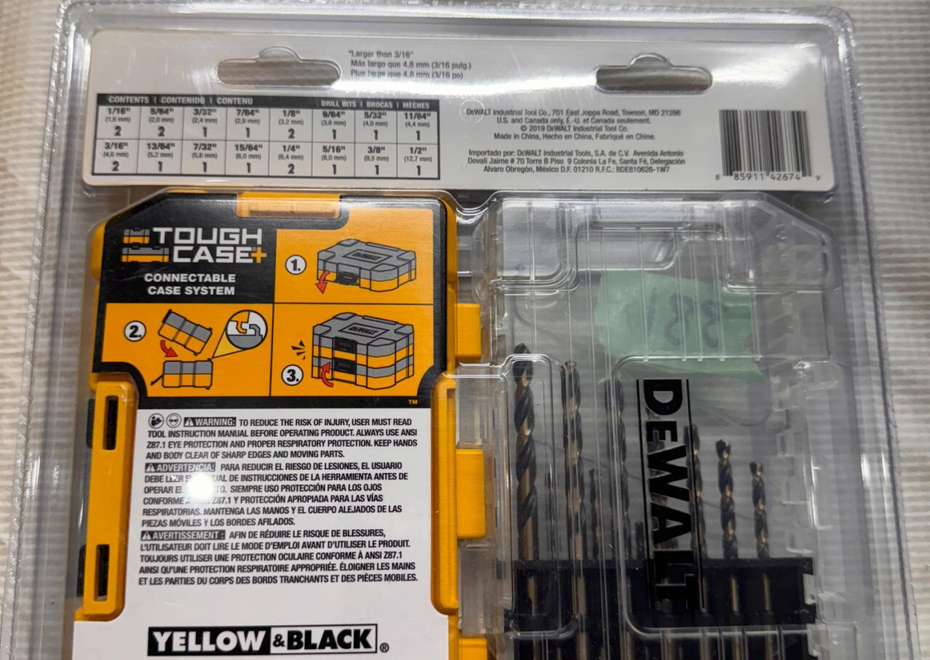 "Larger than 3/16"
Más largo que 4,8 mm (3/16 pulg.)
Plus large que 4,8 mm (3/16 po)
CONTENTS | CONTENIDO | CONTENU DRILL BITS | BROCAS | MÈCHES
1/16" 5/64" 3/32" 7/64" 1/8" 9/64" 5/32" 11/64"
(1,6 mm) (2,0 mm) (2,4 mm) (2,8 mm) (3,2 mm) (3,6 mm) (4,0 mm) (4,4 mm)
2 2 1 1 2 1 1 1
3/16" 13/64" 7/32" 15/64" 1/4" 5/16" 3/8" 1/2"
(4,8 mm) (5,2 mm) (5,6 mm) (6,0 mm) (6,4 mm) (8,0 mm) (9,5 mm) (12,7 mm)
2 1 1 1 2 1 1 1
DEWALT Industrial Tool Co., 701 East Joppa Road, Towson, MD 21286
U.S. and Canada only, E.-U. et Canada seulement.
© 2019 DEWALT Industrial Tool Co.
Made in China, Hecho en China, Fabriqué en Chine.
Importado por: DEWALT Industrial Tools, S.A. de C.V. Avenida Antonio
Dovali Jaime # 70 Torre B Piso 9 Colonia La Fe, Santa Fé, Delegación
Alvaro Obregón, México D.F. 01210 R.F.C.: BDE810626-1W7
8 85911 42674 9
TOUGH
CASE+
CONNECTABLE
CASE SYSTEM
1.
DEWALT
2.
3.
DEWALT
TM
WARNING: TO REDUCE THE RISK OF INJURY, USER MUST READ
TOOL INSTRUCTION MANUAL BEFORE OPERATING PRODUCT. ALWAYS USE ANSI
Z87.1 EYE PROTECTION AND PROPER RESPIRATORY PROTECTION. KEEP HANDS
AND BODY CLEAR OF SHARP EDGES AND MOVING PARTS.
ADVERTENCIA: PARA REDUCIR EL RIESGO DE LESIONES, EL USUARIO
DEBE DE INSTRUCCIONES DE LA HERRAMIENTA ANTES DE
OPERAR SIEMPRE USO PROTECCIÓN PARA LOS OJOS
CONFORME Z87.1 Y PROTECCIÓN APROPIADA PARA LAS VÍAS
RESPIRATORIAS. MANTENGA LAS MANOS Y EL CUERPO ALEJADOS DE LAS
PIEZAS MÓVILES Y LOS BORDES AFILADOS.
AVERTISSEMENT: AFIN DE RÉDUIRE LE RISQUE DE BLESSURES,
L'UTILISATEUR DOIT LIRE LE MODE D'EMPLOI AVANT D'UTILISER LE PRODUIT.
TOUJOURS UTILISER UNE PROTECTION OCULAIRE CONFORME À ANSI Z87.1
AINSI QU'UNE PROTECTION RESPIRATOIRE APPROPRIÉE. ÉLOIGNER LES MAINS
ET LES PARTIES DU CORPS DES BORDS TRANCHANTS ET DES PIÈCES MOBILES.
YELLOW & BLACK®
DEWALT